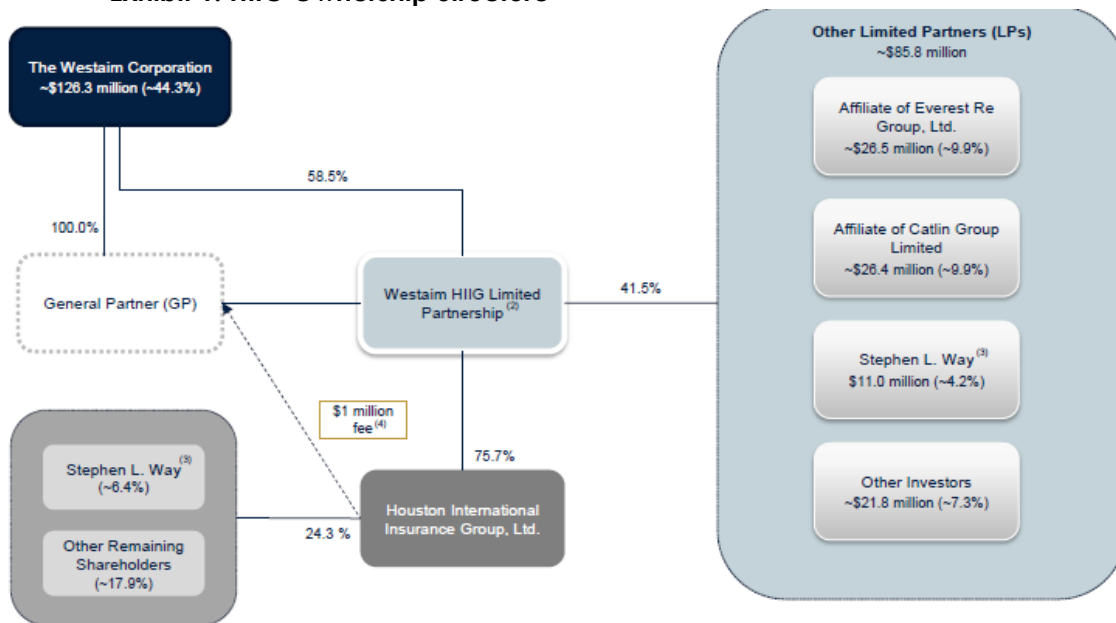 The Westaim Corporation
~$126.3 million (~44.3%)
Other Limited Partners (LPs)
~$85.8 million
Affiliate of Everest Re
Group, Ltd.
~$26.5 million (~9.9%)
58.5%
100.0%
Affiliate of Catlin Group
Limited
~$26.4 million (~9.9%)
General Partner (GP)
Westaim HIIG Limited
Partnership (2)
41.5%
Stephen L. Way (3)
$11.0 million (~4.2%)
$1 million
fee (4)
75.7%
Stephen L. Way (3)
(~6.4%)
Other Investors
~$21.8 million (~7.3%)
Houston International
Insurance Group, Ltd.
24.3 %
Other Remaining
Shareholders
(~17.9%)